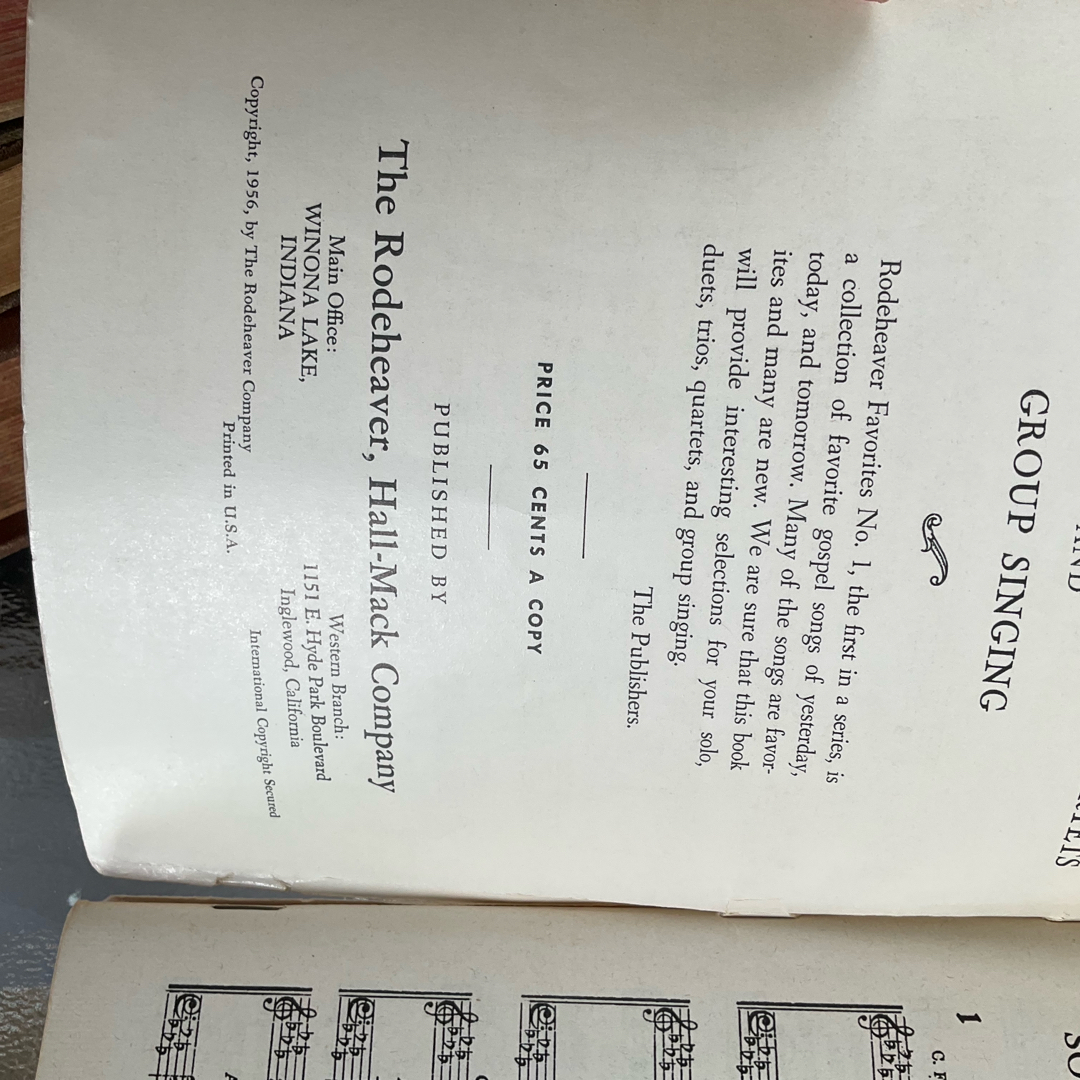 GROUP SINGING
Rodeheaver Favorites No. 1, the first in a series, is
a collection of favorite gospel songs of yesterday,
today, and tomorrow. Many of the songs are favor-
ites and many are new. We are sure that this book
will provide interesting selections for your solo,
duets, trios, quartets, and group singing.
The Publishers.
PRICE 65 CENTS A COPY
PUBLISHED BY
The Rodeheaver, Hall-Mack Company
Main Office:
WINONA LAKE,
INDIANA
Western Branch:
1151 E. Hyde Park Boulevard
Inglewood, California
Copyright, 1956, by The Rodeheaver Company
International Copyright Secured
Printed in U.S.A.
1